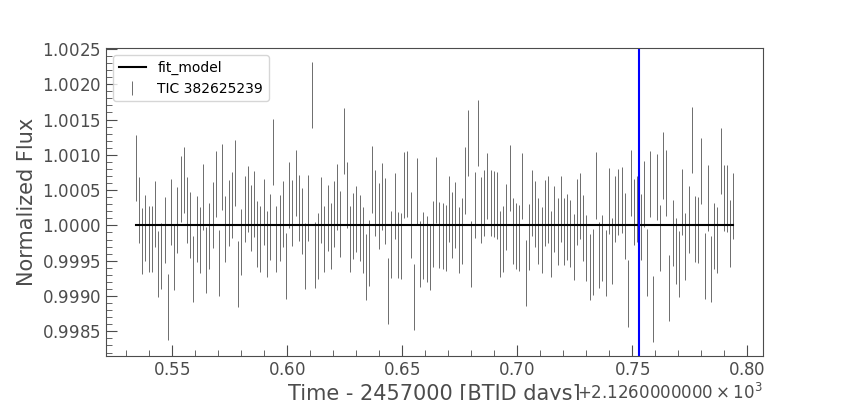 1.0025
1.0020
1.0015
1.0010
1.0005
1.0000
0.9995
0.9990
0.9985
Normalized Flux
fit_model
TIC 382625239
0.55 0.60 0.65 0.70 0.75 0.80
Time - 2457000 [BTJD days]
+2.1260000000 × 10³